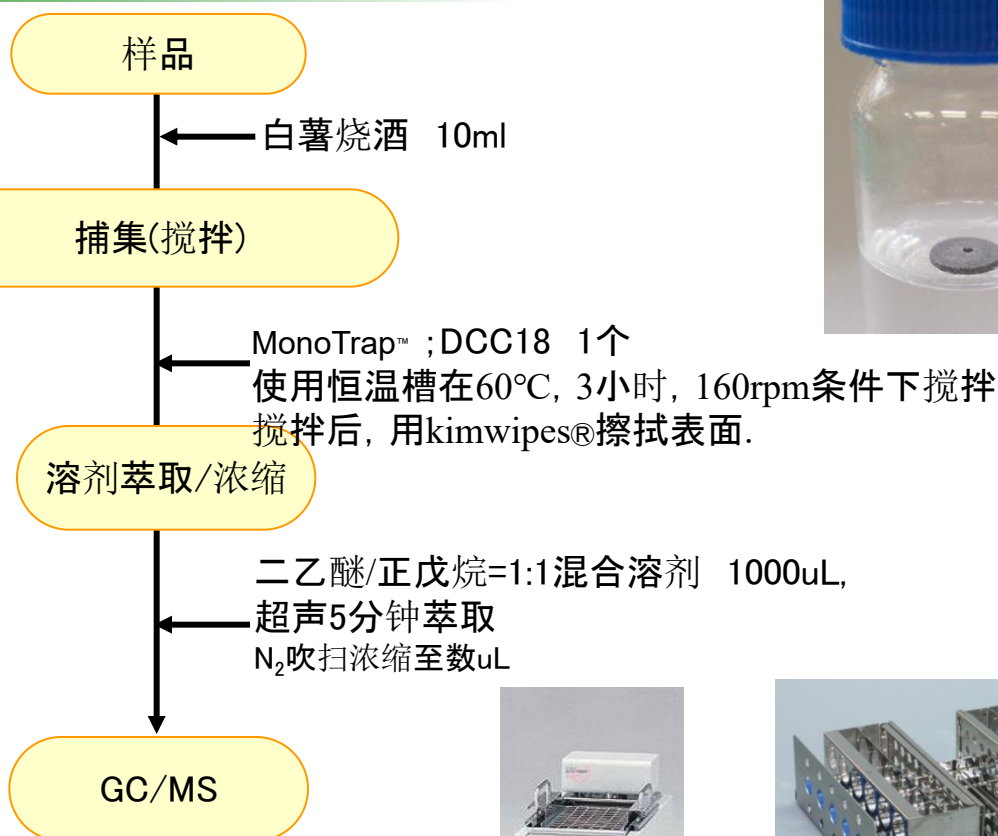 样品
白薯烧酒 10ml
捕集(搅拌)
MonoTrap™ ;DCC18 1个
使用恒温槽在60℃, 3小时, 160rpm条件下搅拌
搅拌后, 用kimwipes®擦拭表面.
溶剂萃取/浓缩
二乙醚/正戊烷=1:1混合溶剂 1000uL,
超声5分钟萃取
N₂吹扫浓缩至数uL
GC/MS